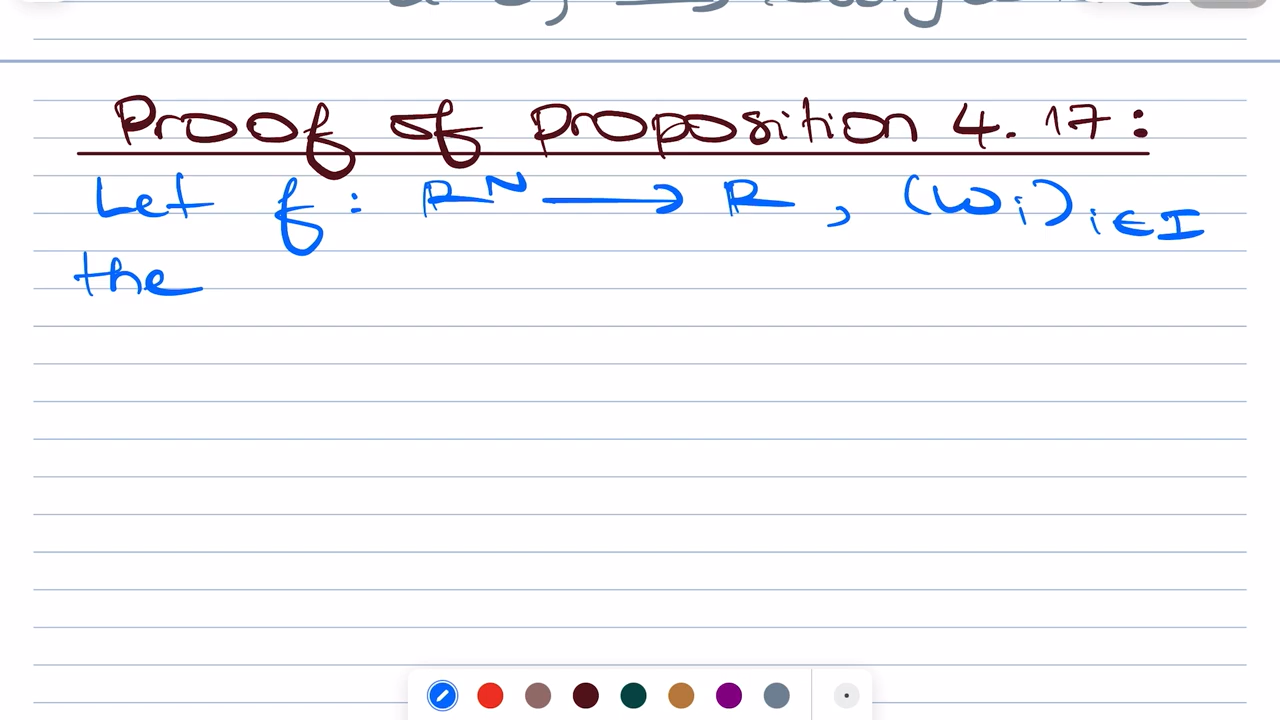 Proof of proposition 4.17:
Let f: R^N ⟶ R, (ω_i)_{i∈I}
the